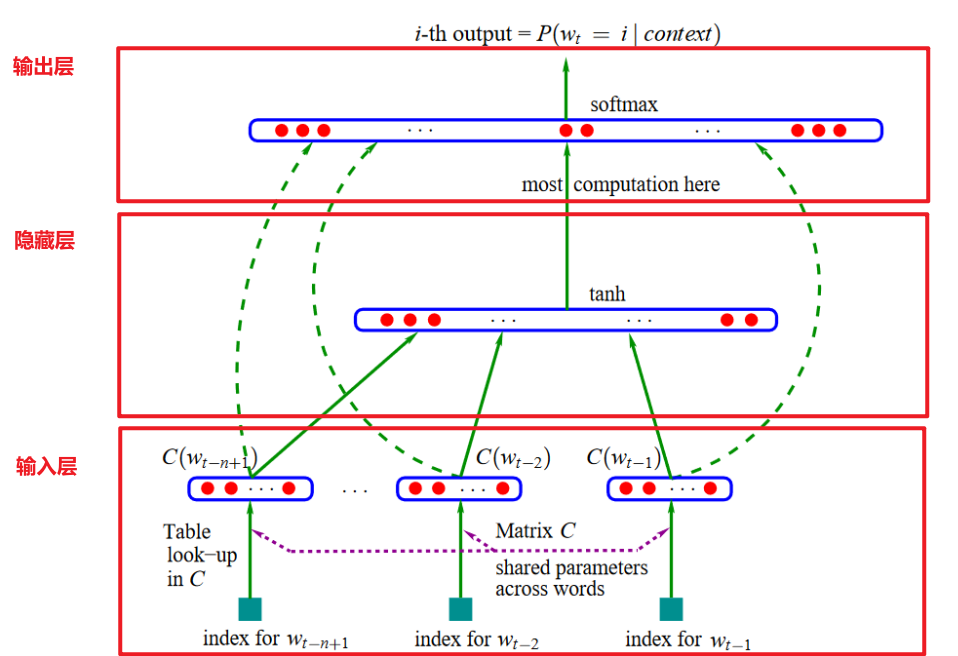 i-th output = P(w_t = i | context)
输出层
softmax
... ...
most computation here
隐藏层
tanh
... ...
输入层
C(w_{t−n+1}) C(w_{t−2}) C(w_{t−1})
... ... ... ...
Table
look−up
in C
Matrix C
shared parameters
across words
index for w_{t−n+1} index for w_{t−2} index for w_{t−1}